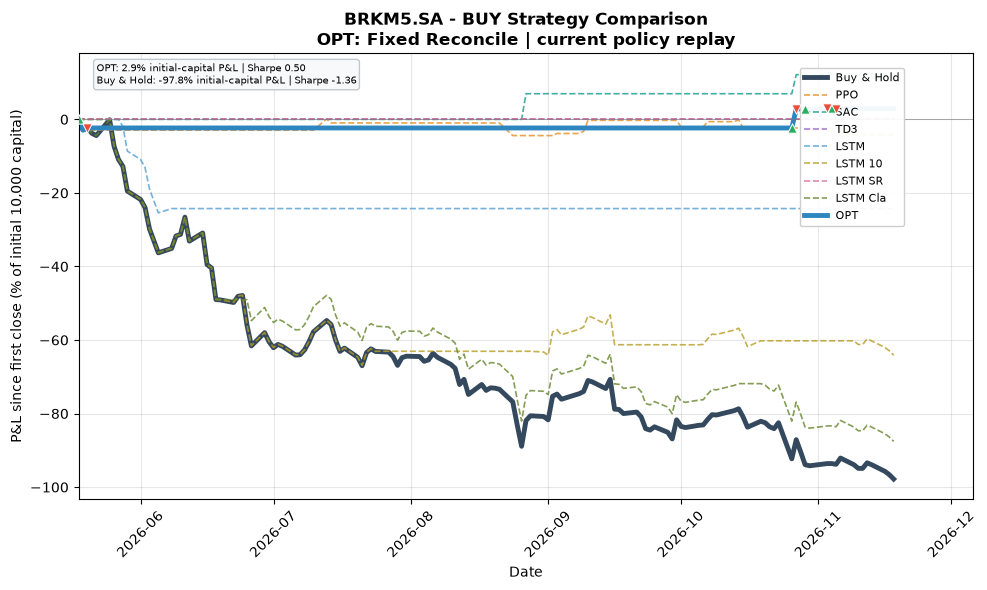 BRKM5.SA - BUY Strategy Comparison
OPT: Fixed Reconcile | current policy replay
OPT: 2.9% initial-capital P&L | Sharpe 0.50
Buy & Hold: -97.8% initial-capital P&L | Sharpe -1.36
Buy & Hold
PPO
SAC
TD3
LSTM
LSTM 10
LSTM SR
LSTM Cla
OPT
P&L since first close (% of initial 10,000 capital)
0
−20
−40
−60
−80
−100
2026-06
2026-07
2026-08
2026-09
2026-10
2026-11
2026-12
Date